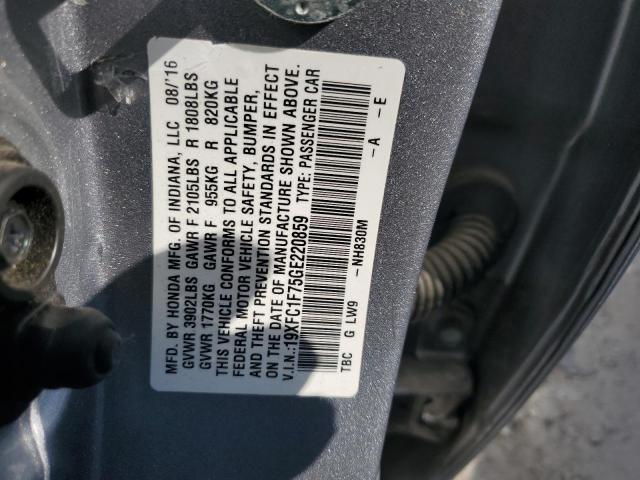 MFD. BY HONDA MFG. OF INDIANA, LLC 08/'16
GVWR 3902LBS GAWR F 2105LBS R 1808LBS
GVWR 1770KG GAWR F 955KG R 820KG
THIS VEHICLE CONFORMS TO ALL APPLICABLE
FEDERAL MOTOR VEHICLE SAFETY, BUMPER,
AND THEFT PREVENTION STANDARDS IN EFFECT
ON THE DATE OF MANUFACTURE SHOWN ABOVE.
V.I.N.:19XFC1F75GE220859 TYPE: PASSENGER CAR
TBC G LW9 -NH830M -A -E